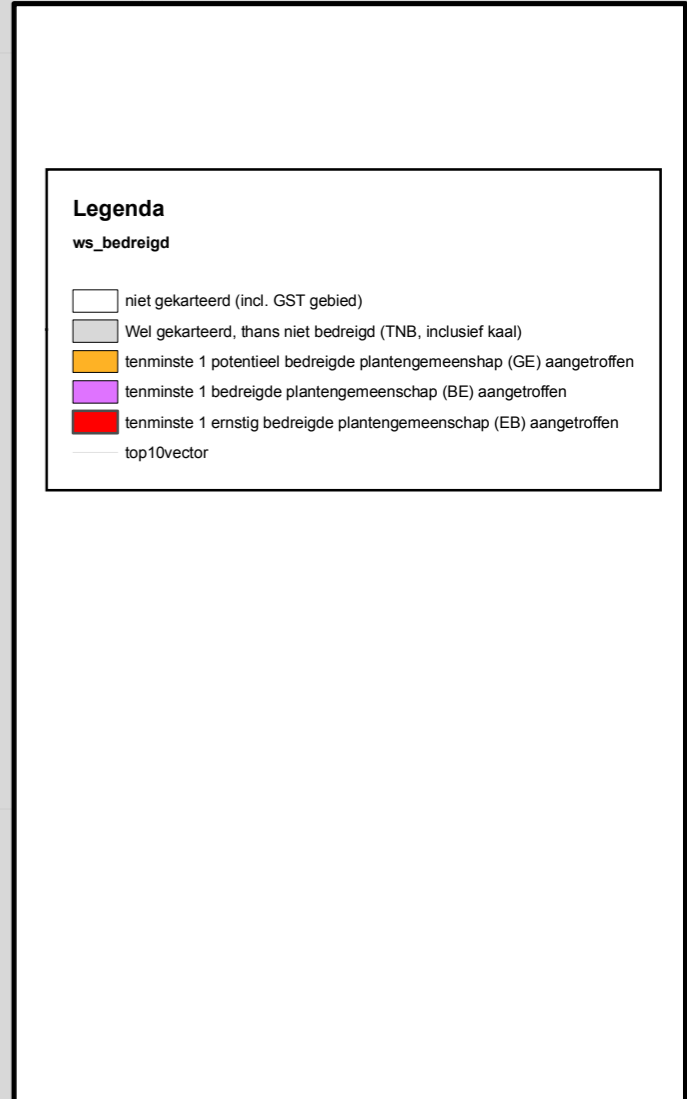 Legenda
ws_bedreigd
niet gekarteerd (incl. GST gebied)
Wel gekarteerd, thans niet bedreigd (TNB, inclusief kaal)
tenminste 1 potentieel bedreigde plantengemeenshap (GE) aangetroffen
tenminste 1 bedreigde plantengemeenschap (BE) aangetroffen
tenminste 1 ernstig bedreigde plantengemeenschap (EB) aangetroffen
top10vector